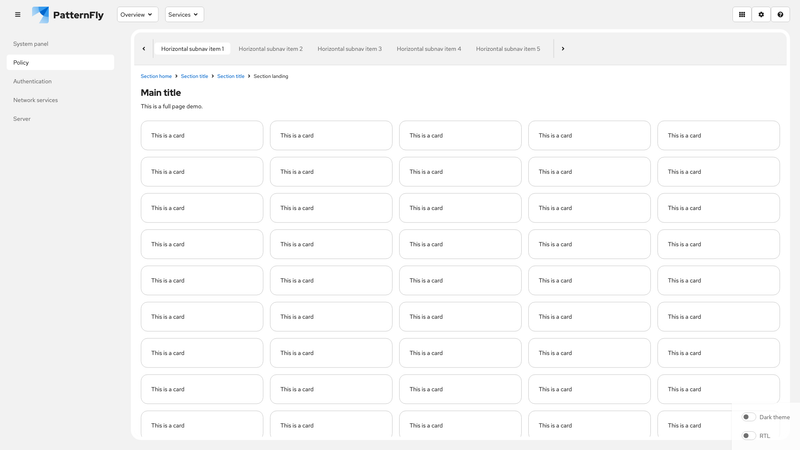 PatternFly
Overview
Services
System panel
Policy
Authentication
Network services
Server
Horizontal subnav item 1
Horizontal subnav item 2
Horizontal subnav item 3
Horizontal subnav item 4
Horizontal subnav item 5
Section home > Section title > Section title > Section landing
Main title
This is a full page demo.
This is a card This is a card This is a card This is a card This is a card
This is a card This is a card This is a card This is a card This is a card
This is a card This is a card This is a card This is a card This is a card
This is a card This is a card This is a card This is a card This is a card
This is a card This is a card This is a card This is a card This is a card
This is a card This is a card This is a card This is a card This is a card
This is a card This is a card This is a card This is a card This is a card
This is a card This is a card This is a card This is a card This is a card
This is a card This is a card This is a card This is a card This is a card
Dark theme
RTL